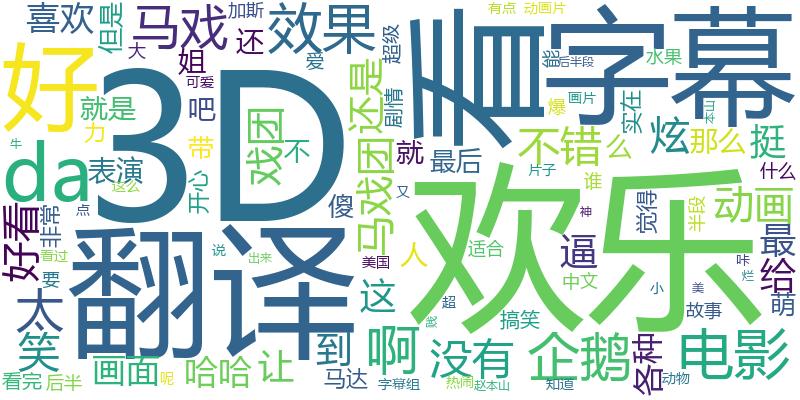 喜欢 但是 马戏 加斯 还 效果 超级 看 有点 动画片 字幕
大 姐 爱 能 后半段 水果
好 3D 可爱 就是 吧 力 还是 剧情 爆 画片 实在 本山
牛 da 表演 带 戏团 不 就 最后 不错 么 炫 那么 挺
这么 开心 马戏团 片子 谁 什么
好看 非常 点 傻 人 欢乐 觉得 半段 动画
看过 要 翻译 说 出来 美国 又 适合 逼 神 咔 最
太 这 超 中文 小 美 烂 给
笑 到 啊 戏 搞笑 故事 萌
看完 后半 画面 呢 哈哈 让 马达 字幕组 没有 热闹 赵本山 企鹅 知道 各种 动物 电影